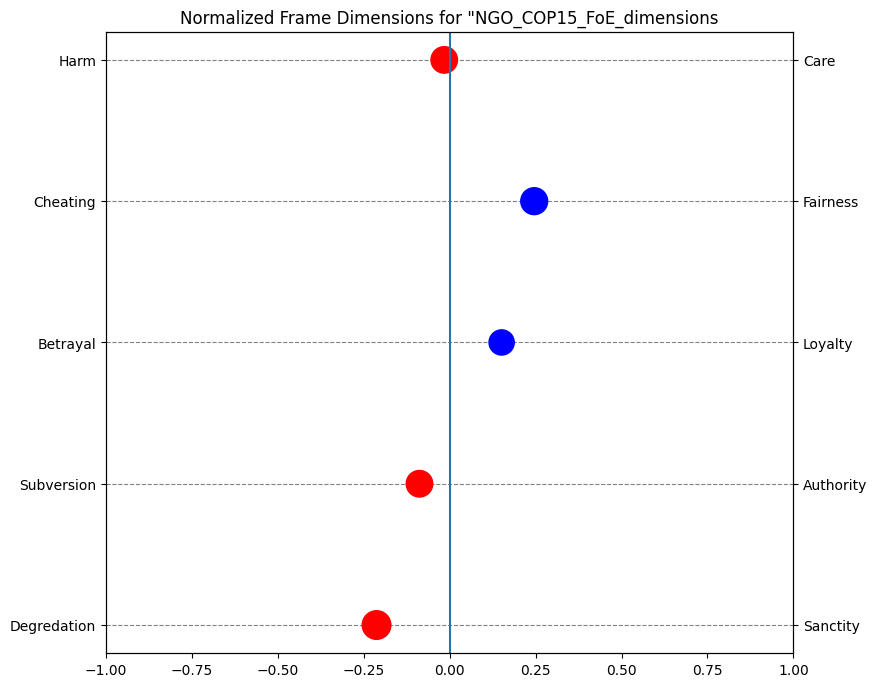 Normalized Frame Dimensions for "NGO_COP15_FoE_dimensions
Harm
Care
Cheating
Fairness
Betrayal
Loyalty
Subversion
Authority
Degredation
Sanctity
−1.00 −0.75 −0.50 −0.25 0.00 0.25 0.50 0.75 1.00